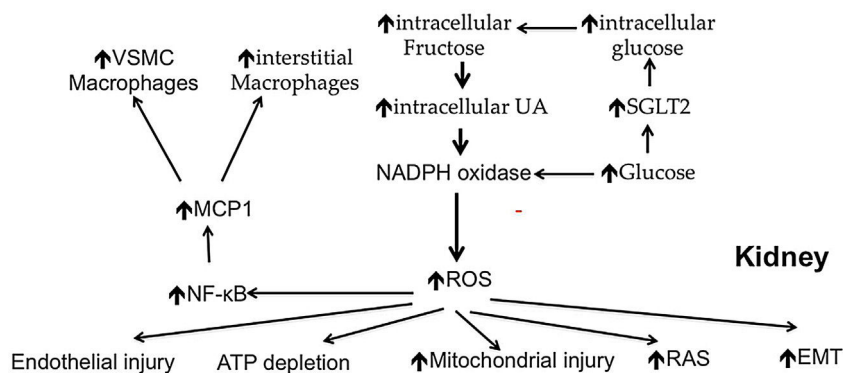 ⬆intracellular
Fructose
⬆intracellular
glucose
⬆VSMC
Macrophages
⬆interstitial
Macrophages
⬆intracellular UA
⬆SGLT2
NADPH oxidase
⬆Glucose
⬆MCP1
-
Kidney
⬆ROS
⬆NF-κB
Endothelial injury
ATP depletion
⬆Mitochondrial injury
⬆RAS
⬆EMT